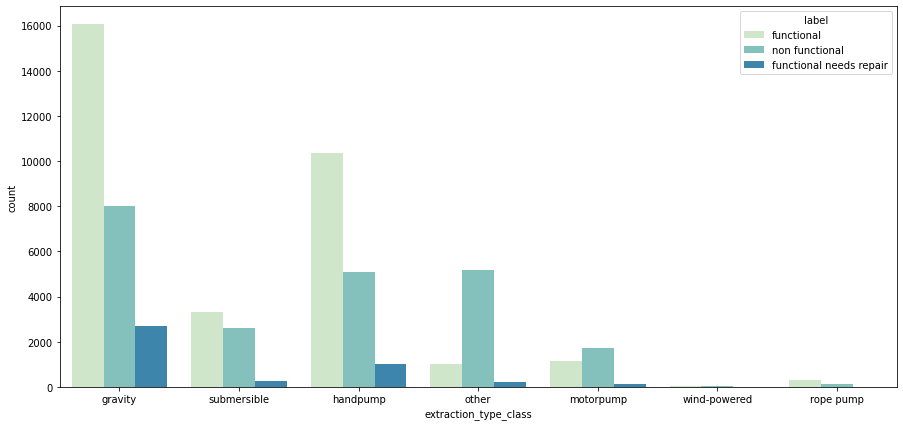 label
functional
non functional
functional needs repair
count
16000
14000
12000
10000
8000
6000
4000
2000
0
gravity submersible handpump other motorpump wind-powered rope pump
extraction_type_class